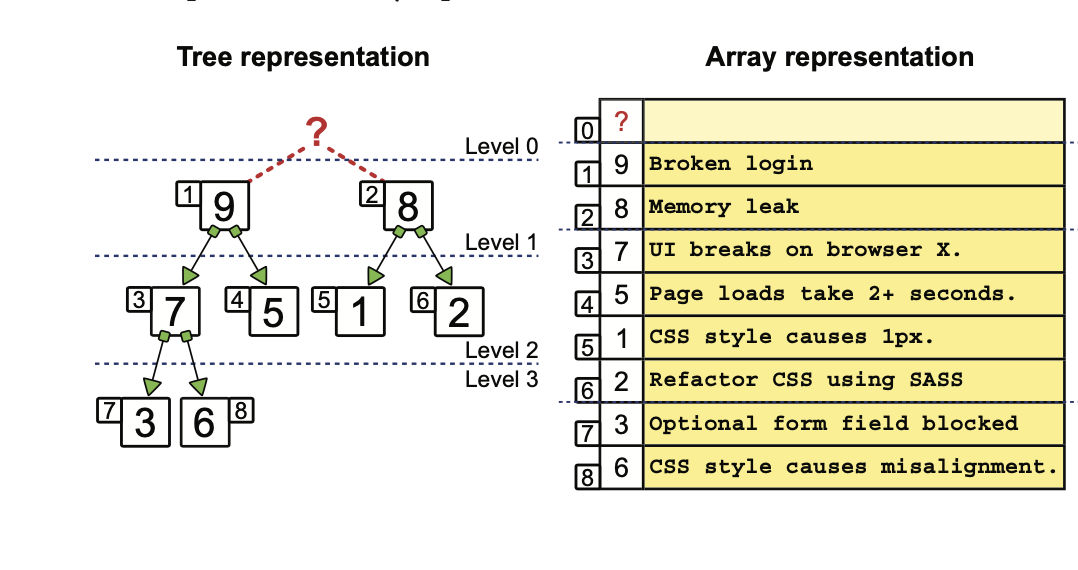 Tree representation
Array representation
?
Level 0
1 9
2 8
Level 1
3 7
4 5
5 1
6 2
Level 2
Level 3
7 3
6 8
0 ?
1 9 Broken login
2 8 Memory leak
3 7 UI breaks on browser X.
4 5 Page loads take 2+ seconds.
5 1 CSS style causes 1px.
6 2 Refactor CSS using SASS
7 3 Optional form field blocked
8 6 CSS style causes misalignment.